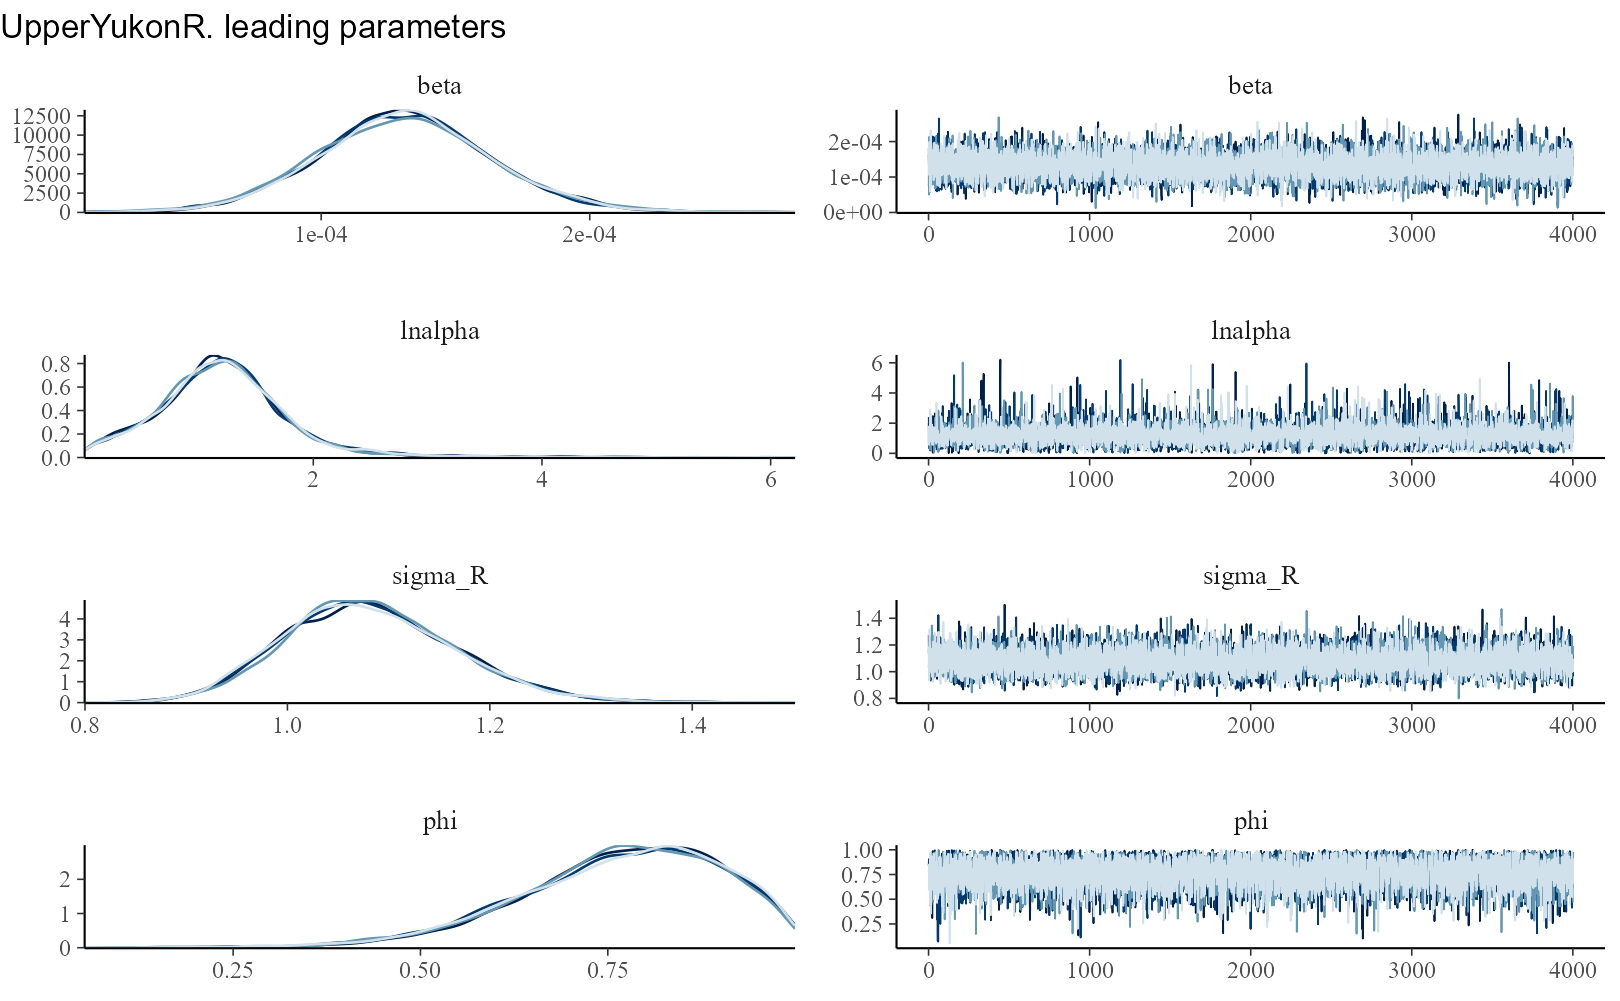 UpperYukonR. leading parameters
beta
12500
10000
7500
5000
2500
0
1e-04 2e-04
beta
2e-04
1e-04
0e+00
0 1000 2000 3000 4000
lnalpha
0.8
0.6
0.4
0.2
0.0
2 4 6
lnalpha
6
4
2
0
0 1000 2000 3000 4000
sigma_R
4
3
2
1
0
0.8 1.0 1.2 1.4
sigma_R
1.4
1.2
1.0
0.8
0 1000 2000 3000 4000
phi
2
1
0
0.25 0.50 0.75
phi
1.00
0.75
0.50
0.25
0 1000 2000 3000 4000